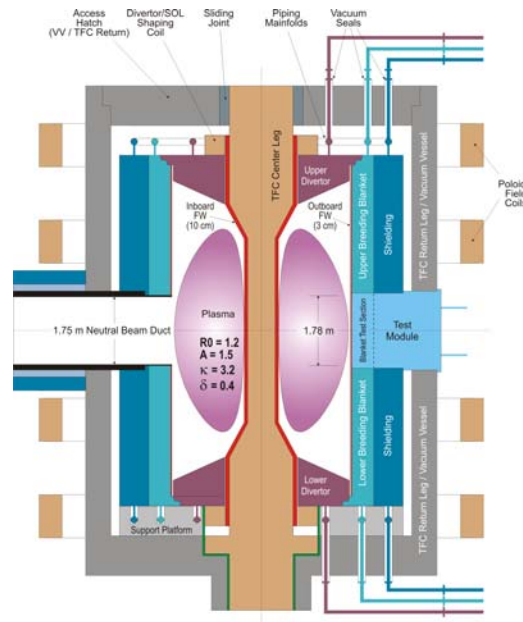 Access
Hatch
(VV / TFC Return)
Divertor/SOL
Shaping
Coil
Sliding
Joint
Piping
Mainfolds
Vacuum
Seals
TFC Center Leg
Upper Divertor
Inboard
FW
(10 cm)
Outboard
FW
(3 cm)
Upper Breeding Blanket
Shielding
TFC Return Leg / Vacuum Vessel
Poloidal
Field
Coils
1.75 m Neutral Beam Duct
Plasma
R0 = 1.2
A = 1.5
κ = 3.2
δ = 0.4
1.78 m
Blanket Test Section
Test
Module
Lower Breeding Blanket
Shielding
TFC Return Leg / Vacuum Vessel
Lower
Divertor
Support Platform